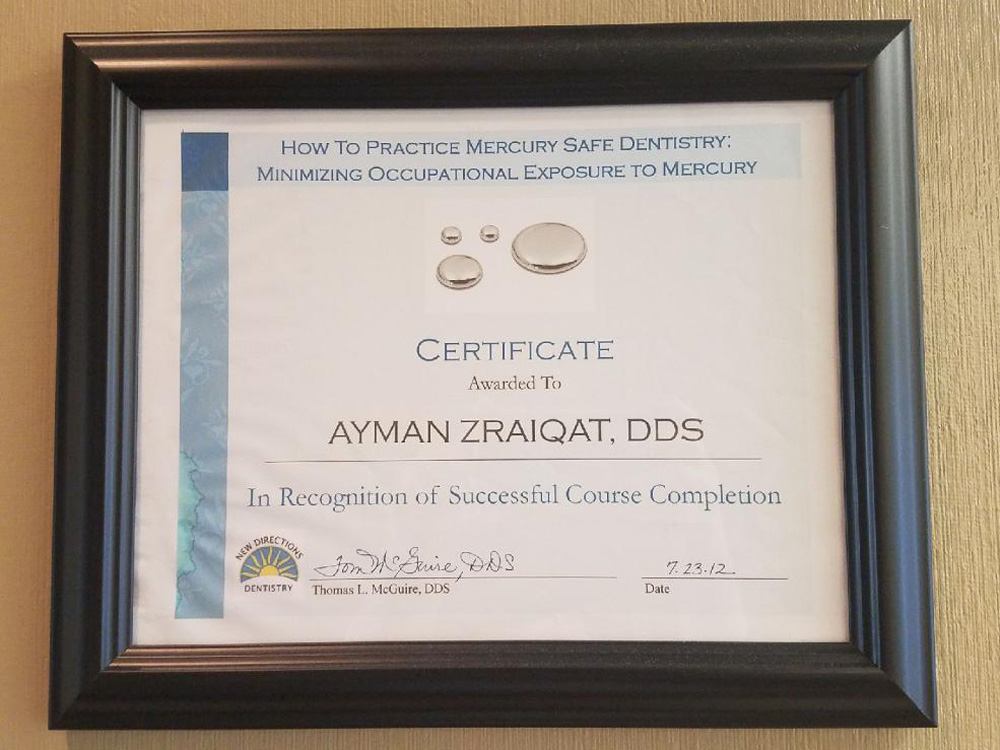 How To Practice Mercury Safe Dentistry:
Minimizing Occupational Exposure to Mercury
Certificate
Awarded To
AYMAN ZRAIQAT, DDS
In Recognition of Successful Course Completion
NEW DIRECTIONS
DENTISTRY
Tom McGuire, DDS
Thomas L. McGuire, DDS
7.23.12
Date